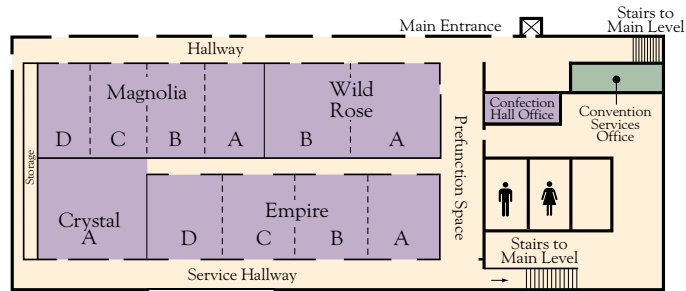 Stairs to
Main Level
Main Entrance
Hallway
Magnolia
D C B A
Wild
Rose
B A
Confection
Hall Office
Convention
Services
Office
Storage
Prefunction Space
Crystal
A
Empire
D C B A
Stairs to
Main Level
Service Hallway